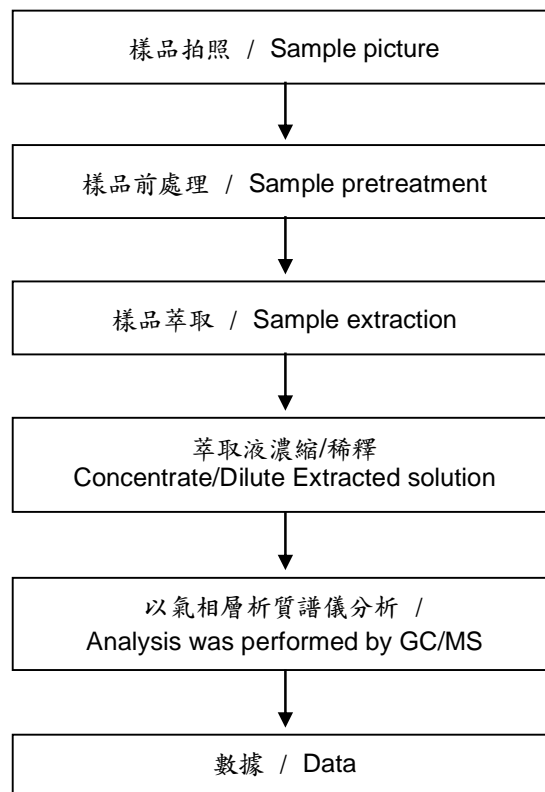 樣品拍照 / Sample picture
樣品前處理 / Sample pretreatment
樣品萃取 / Sample extraction
萃取液濃縮/稀釋
Concentrate/Dilute Extracted solution
以氣相層析質譜儀分析 /
Analysis was performed by GC/MS
數據 / Data